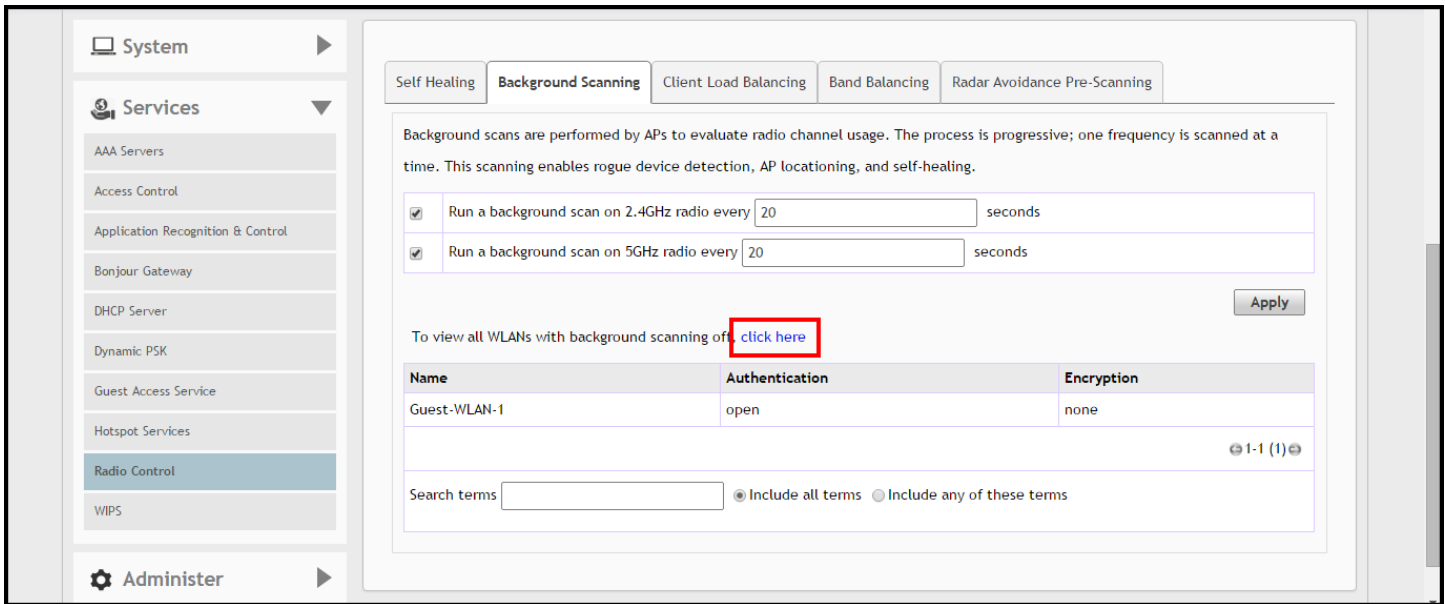 System
Services
AAA Servers
Access Control
Application Recognition & Control
Bonjour Gateway
DHCP Server
Dynamic PSK
Guest Access Service
Hotspot Services
Radio Control
WIPS
Administer
Self Healing Background Scanning Client Load Balancing Band Balancing Radar Avoidance Pre-Scanning
Background scans are performed by APs to evaluate radio channel usage. The process is progressive; one frequency is scanned at a
time. This scanning enables rogue device detection, AP locationing, and self-healing.
Run a background scan on 2.4GHz radio every 20 seconds
Run a background scan on 5GHz radio every 20 seconds
Apply
To view all WLANs with background scanning off, click here
Name Authentication Encryption
Guest-WLAN-1 open none
1-1 (1)
Search terms Include all terms Include any of these terms